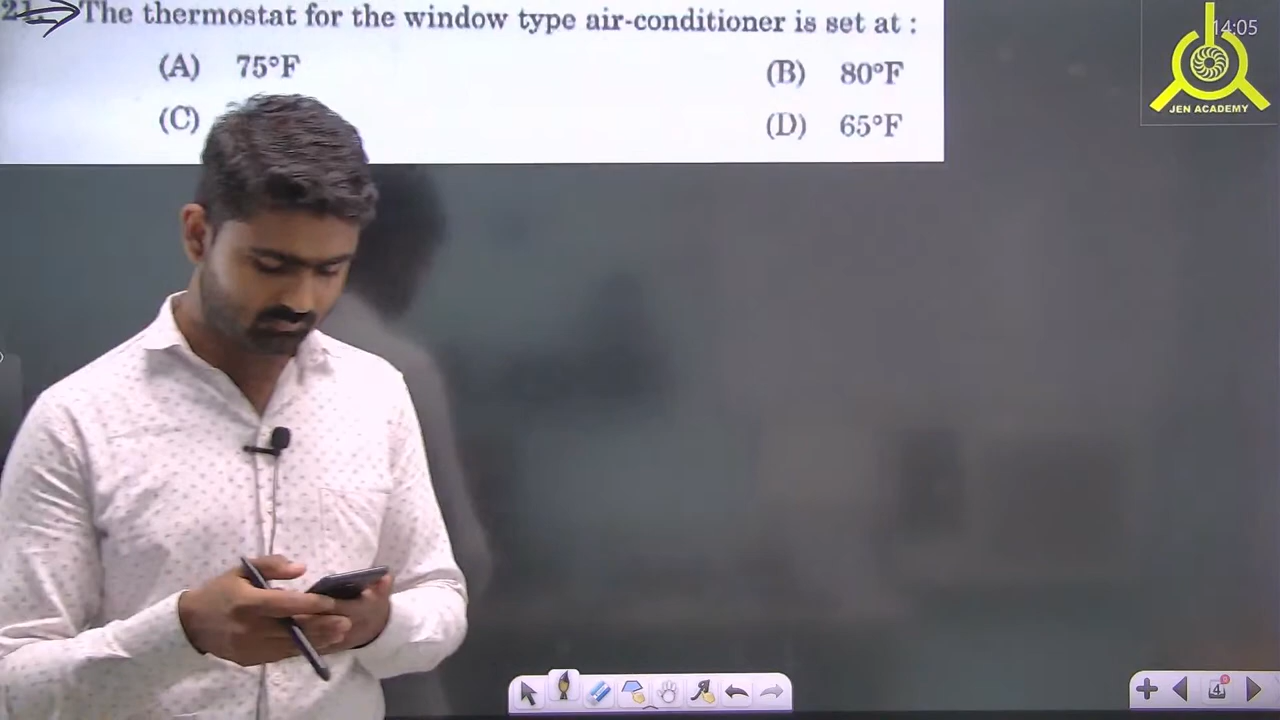 The thermostat for the window type air-conditioner is set at :
(A) 75°F
(B) 80°F
(C)
(D) 65°F
14:05
JEN ACADEMY
4